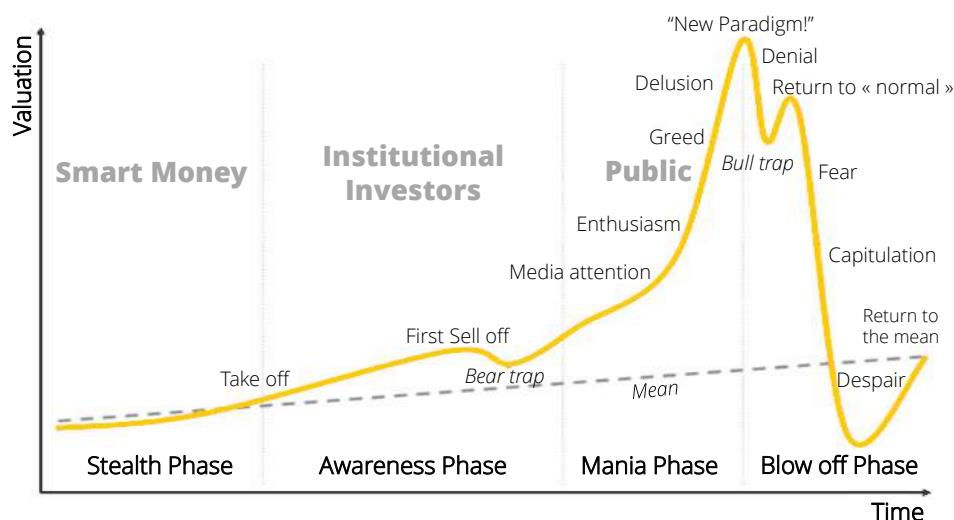 “New Paradigm!”
Denial
Delusion
Return to « normal »
Valuation
Greed
Smart Money
Institutional
Investors
Public
Bull trap
Fear
Enthusiasm
Capitulation
Media attention
Return to
the mean
First Sell off
Take off
Bear trap
Mean
Despair
Stealth Phase
Awareness Phase
Mania Phase
Blow off Phase
Time